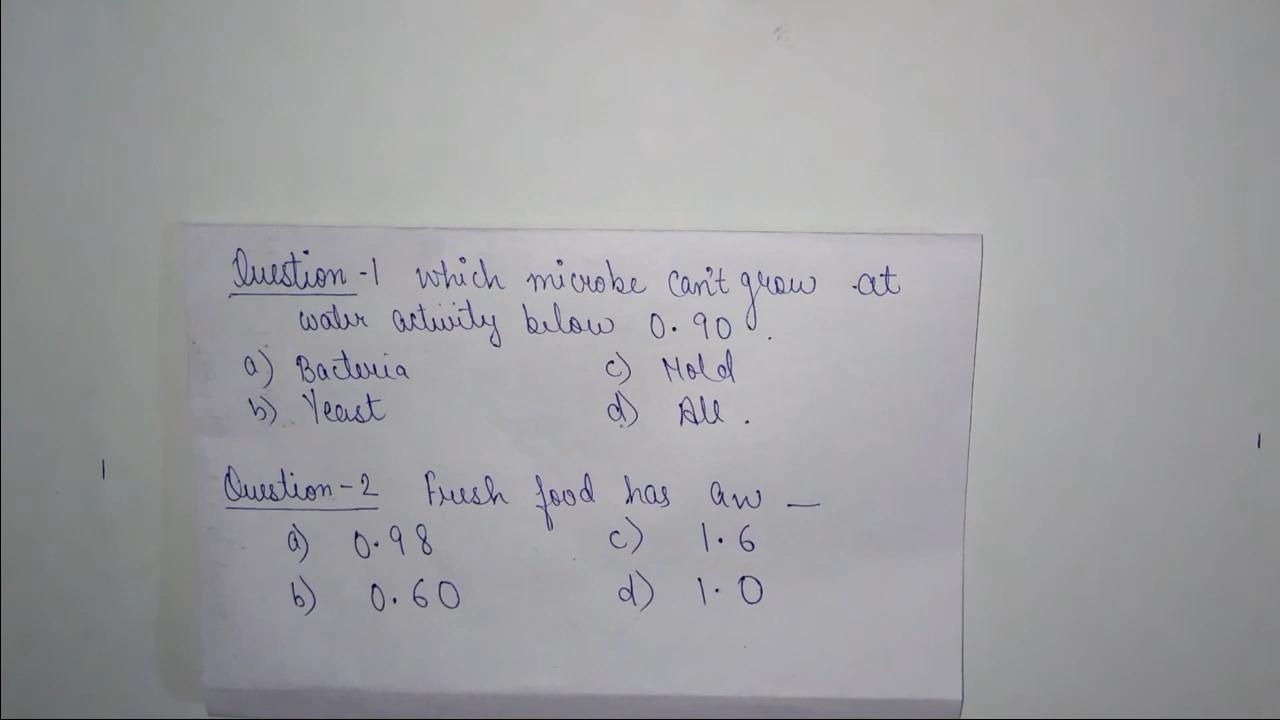 Question-1 which microbe can't grow at
water activity below 0.90.
a) Bacteria c) Mold
b) Yeast d) All.
Question-2 Fresh food has aw —
a) 0.98 c) 1.6
b) 0.60 d) 1.0